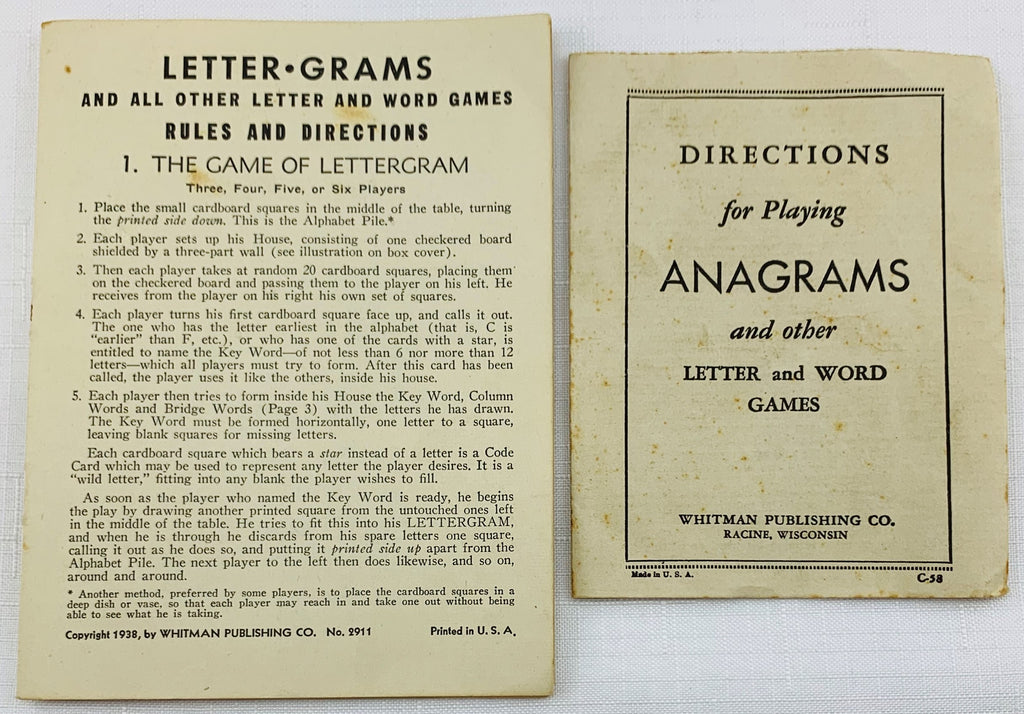 LETTER•GRAMS
AND ALL OTHER LETTER AND WORD GAMES
RULES AND DIRECTIONS
1. THE GAME OF LETTERGRAM
Three, Four, Five, or Six Players
1. Place the small cardboard squares in the middle of the table, turning
the printed side down. This is the Alphabet Pile.*
2. Each player sets up his House, consisting of one checkered board
shielded by a three-part wall (see illustration on box cover).
3. Then each player takes at random 20 cardboard squares, placing them
on the checkered board and passing them to the player on his left. He
receives from the player on his right his own set of squares.
4. Each player turns his first cardboard square face up, and calls it out.
The one who has the letter earliest in the alphabet (that is, C is
"earlier" than F, etc.), or who has one of the cards with a star, is
entitled to name the Key Word—of not less than 6 nor more than 12
letters—which all players must try to form. After this card has been
called, the player uses it like the others, inside his house.
5. Each player then tries to form inside his House the Key Word, Column
Words and Bridge Words (Page 3) with the letters he has drawn.
The Key Word must be formed horizontally, one letter to a square,
leaving blank squares for missing letters.
Each cardboard square which bears a star instead of a letter is a Code
Card which may be used to represent any letter the player desires. It is a
"wild letter," fitting into any blank the player wishes to fill.
As soon as the player who named the Key Word is ready, he begins
the play by drawing another printed square from the untouched ones left
in the middle of the table. He tries to fit this into his LETTERGRAM,
and when he is through he discards from his spare letters one square,
calling it out as he does so, and putting it printed side up apart from the
Alphabet Pile. The next player to the left then does likewise, and so on,
around and around.
* Another method, preferred by some players, is to place the cardboard squares in a
deep dish or vase, so that each player may reach in and take one out without being
able to see what he is taking.
Copyright 1938, by WHITMAN PUBLISHING CO. No. 2911 Printed in U. S. A.
DIRECTIONS
for Playing
ANAGRAMS
and other
LETTER and WORD
GAMES
WHITMAN PUBLISHING CO.
RACINE, WISCONSIN
Made in U. S. A. C-58